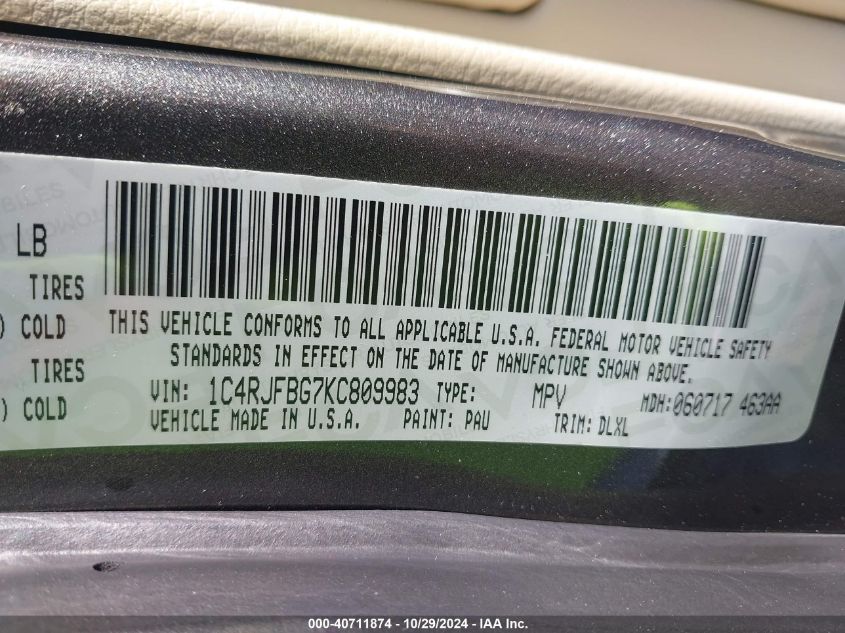 LB
TIRES
) COLD
TIRES
) COLD
THIS VEHICLE CONFORMS TO ALL APPLICABLE U.S.A. FEDERAL MOTOR VEHICLE SAFETY
STANDARDS IN EFFECT ON THE DATE OF MANUFACTURE SHOWN ABOVE.
VIN: 1C4RJFBG7KC809983 TYPE: MPV MDH:060717 463AA
VEHICLE MADE IN U.S.A. PAINT: PAU TRIM: DLXL
000-40711874 | 10/29/2024 - IAA Inc.